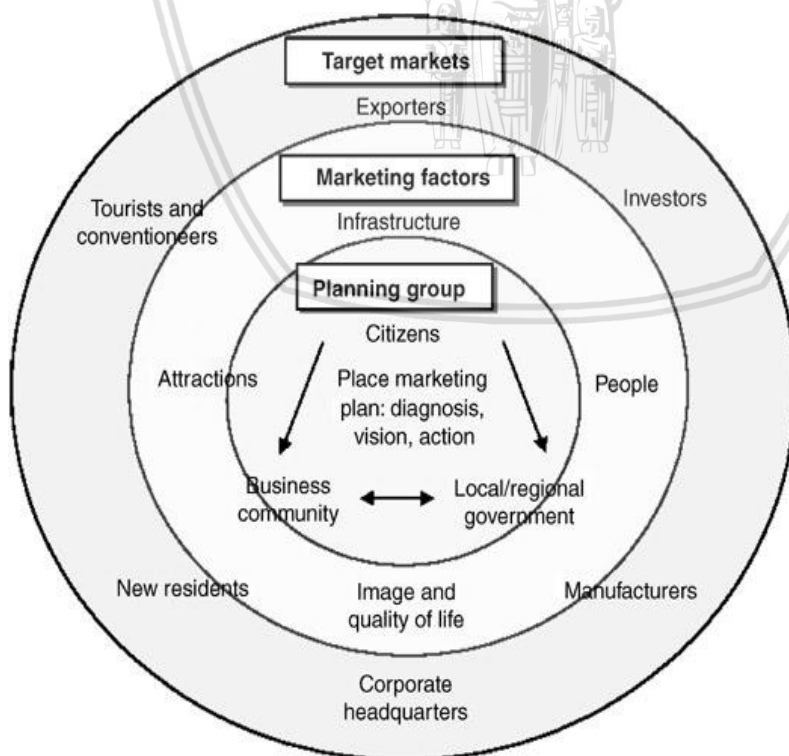 Target markets
Exporters
Marketing factors
Infrastructure
Tourists and
conventioneers
Investors
Planning group
Citizens
Attractions
Place marketing
plan: diagnosis,
vision, action
People
Business
community
Local/regional
government
New residents
Image and
quality of life
Manufacturers
Corporate
headquarters